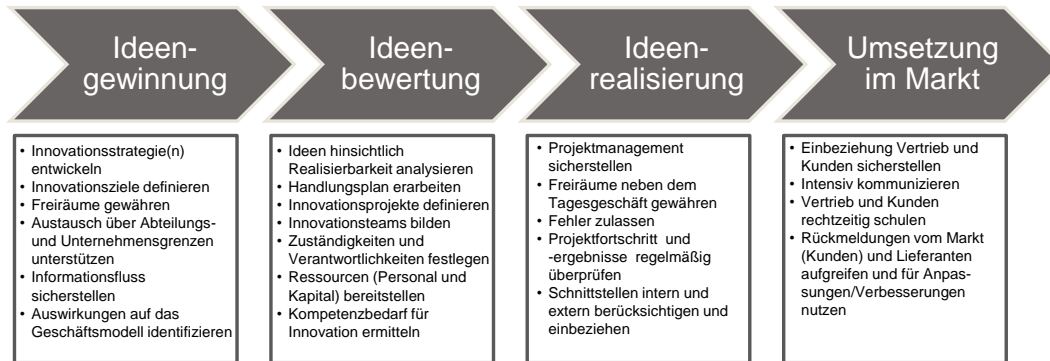 Ideen-
gewinnung
Ideen-
bewertung
Ideen-
realisierung
Umsetzung
im Markt
• Innovationsstrategie(n)
entwickeln
• Innovationsziele definieren
• Freiräume gewähren
• Austausch über Abteilungs-
und Unternehmensgrenzen
unterstützen
• Informationsfluss
sicherstellen
• Auswirkungen auf das
Geschäftsmodell identifizieren
• Ideen hinsichtlich
Realisierbarkeit analysieren
• Handlungsplan erarbeiten
• Innovationsprojekte definieren
• Innovationsteams bilden
• Zuständigkeiten und
Verantwortlichkeiten festlegen
• Ressourcen (Personal und
Kapital) bereitstellen
• Kompetenzbedarf für
Innovation ermitteln
• Projektmanagement
sicherstellen
• Freiräume neben dem
Tagesgeschäft gewähren
• Fehler zulassen
• Projektfortschritt und
-ergebnisse regelmäßig
überprüfen
• Schnittstellen intern und
extern berücksichtigen und
einbeziehen
• Einbeziehung Vertrieb und
Kunden sicherstellen
• Intensiv kommunizieren
• Vertrieb und Kunden
rechtzeitig schulen
• Rückmeldungen vom Markt
(Kunden) und Lieferanten
aufgreifen und für Anpas-
sungen/Verbesserungen
nutzen